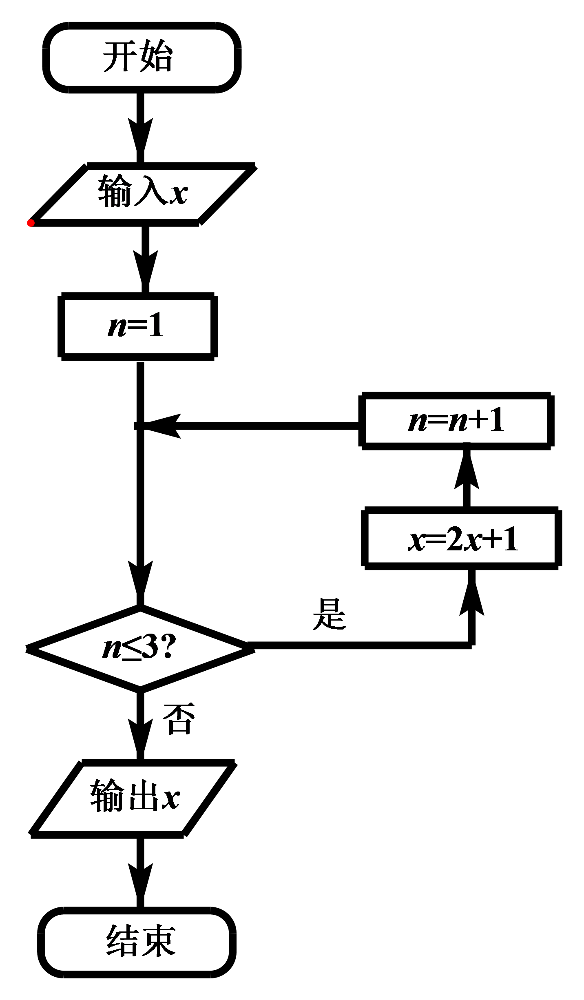 开始
输入x
n=1
n=n+1
x=2x+1
是
n≤3?
否
输出x
结束